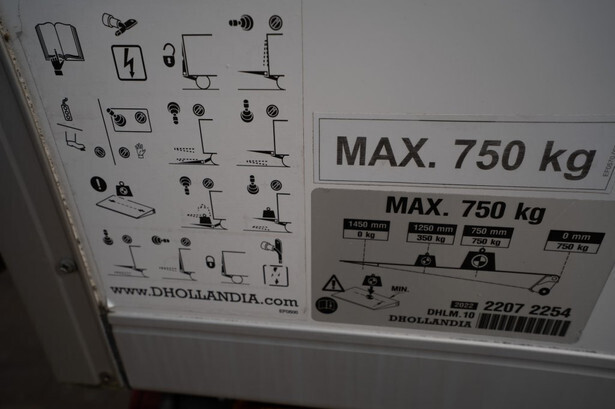 MAX. 750 kg
MAX. 750 kg
1450 mm 1250 mm 750 mm 0 mm
0 kg 350 kg 750 kg 750 kg
MIN.
2022 2207 2254
DHLM.10
DHOLLANDIA
www.DHOLLANDIA.com